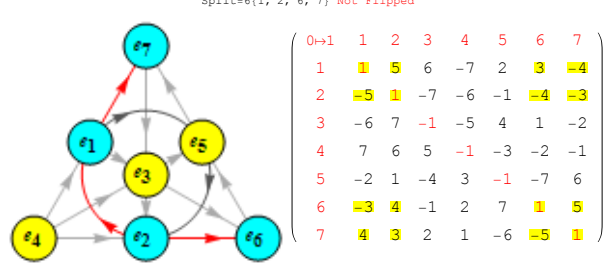 Split=6{1, 2, 6, 7} Not Flipped
e7
e1
e5
e3
e4
e2
e6
0↦1 1 2 3 4 5 6 7
1 1 5 6 -7 2 3 -4
2 -5 1 -7 -6 -1 -4 -3
3 -6 7 -1 -5 4 1 -2
4 7 6 5 -1 -3 -2 -1
5 -2 1 -4 3 -1 -7 6
6 -3 4 -1 2 7 1 5
7 4 3 2 1 -6 -5 1